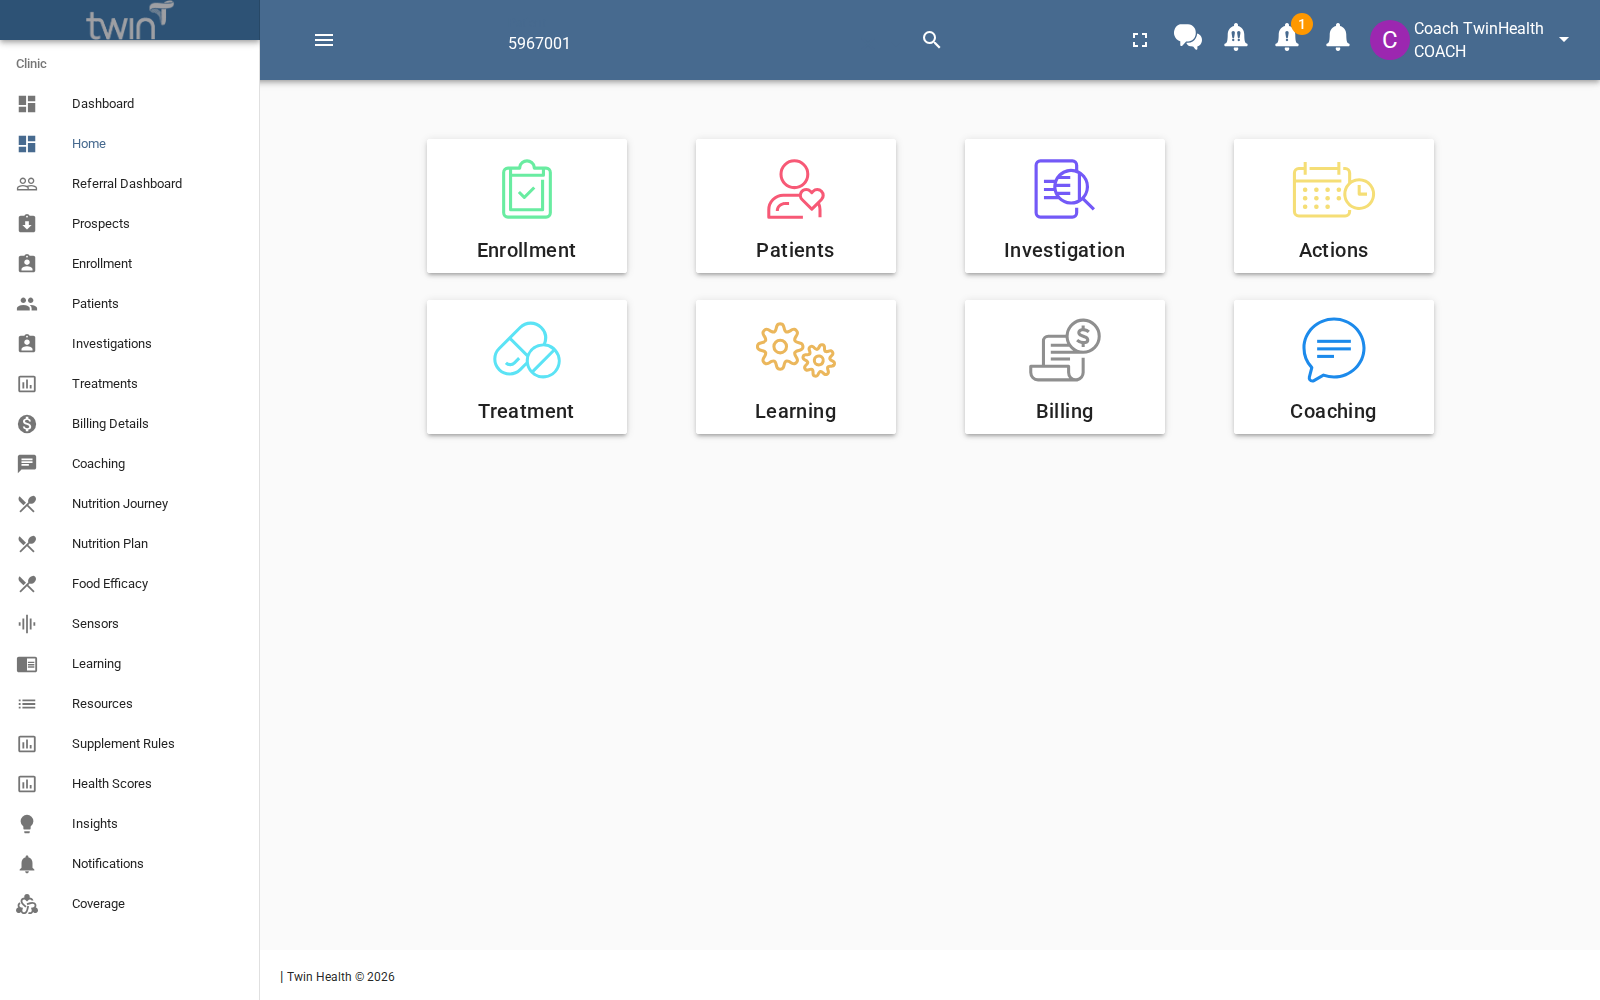 twin
5967001
1
C
Coach TwinHealth
COACH
Clinic
Dashboard
Home
Referral Dashboard
Prospects
Enrollment
Patients
Investigations
Treatments
Billing Details
Coaching
Nutrition Journey
Nutrition Plan
Food Efficacy
Sensors
Learning
Resources
Supplement Rules
Health Scores
Insights
Notifications
Coverage
Enrollment
Patients
Investigation
Actions
Treatment
Learning
Billing
Coaching
| Twin Health © 2026